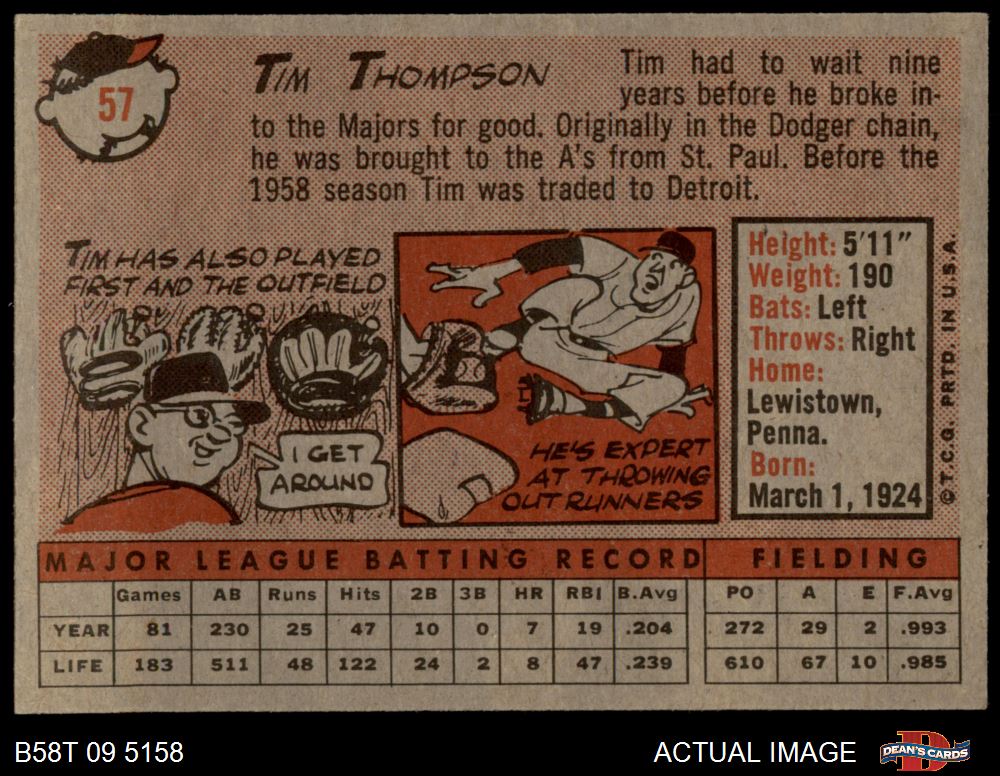 57
TIM THOMPSON
Tim had to wait nine
years before he broke in-
to the Majors for good. Originally in the Dodger chain,
he was brought to the A's from St. Paul. Before the
1958 season Tim was traded to Detroit.
TIM HAS ALSO PLAYED
FIRST AND THE OUTFIELD
I GET
AROUND
HE'S EXPERT
AT THROWING
OUT RUNNERS
Height: 5'11"
Weight: 190
Bats: Left
Throws: Right
Home:
Lewistown,
Penna.
Born:
March 1, 1924
© T.C.G. PRTD. IN U.S.A.
MAJOR LEAGUE BATTING RECORD FIELDING
Games AB Runs Hits 2B 3B HR RBI B.Avg PO A E F.Avg
YEAR 81 230 25 47 10 0 7 19 .204 272 29 2 .993
LIFE 183 511 48 122 24 2 8 47 .239 610 67 10 .985
B58T 09 5158
ACTUAL IMAGE
D
DEAN'S CARDS